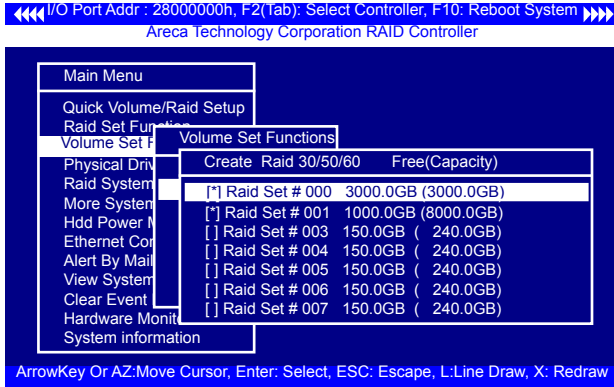 I/O Port Addr : 28000000h, F2(Tab): Select Controller, F10: Reboot System
Areca Technology Corporation RAID Controller
Main Menu
Quick Volume/Raid Setup
Raid Set Function
Volume Set F
Volume Set Functions
Physical Driv
Create Raid 30/50/60 Free(Capacity)
Raid System
[*] Raid Set # 000 3000.0GB (3000.0GB)
More System
[*] Raid Set # 001 1000.0GB (8000.0GB)
Hdd Power M
[ ] Raid Set # 003 150.0GB ( 240.0GB)
Ethernet Con
[ ] Raid Set # 004 150.0GB ( 240.0GB)
Alert By Mail
[ ] Raid Set # 005 150.0GB ( 240.0GB)
View System
[ ] Raid Set # 006 150.0GB ( 240.0GB)
Clear Event
[ ] Raid Set # 007 150.0GB ( 240.0GB)
Hardware Monito
System information
ArrowKey Or AZ:Move Cursor, Enter: Select, ESC: Escape, L:Line Draw, X: Redraw